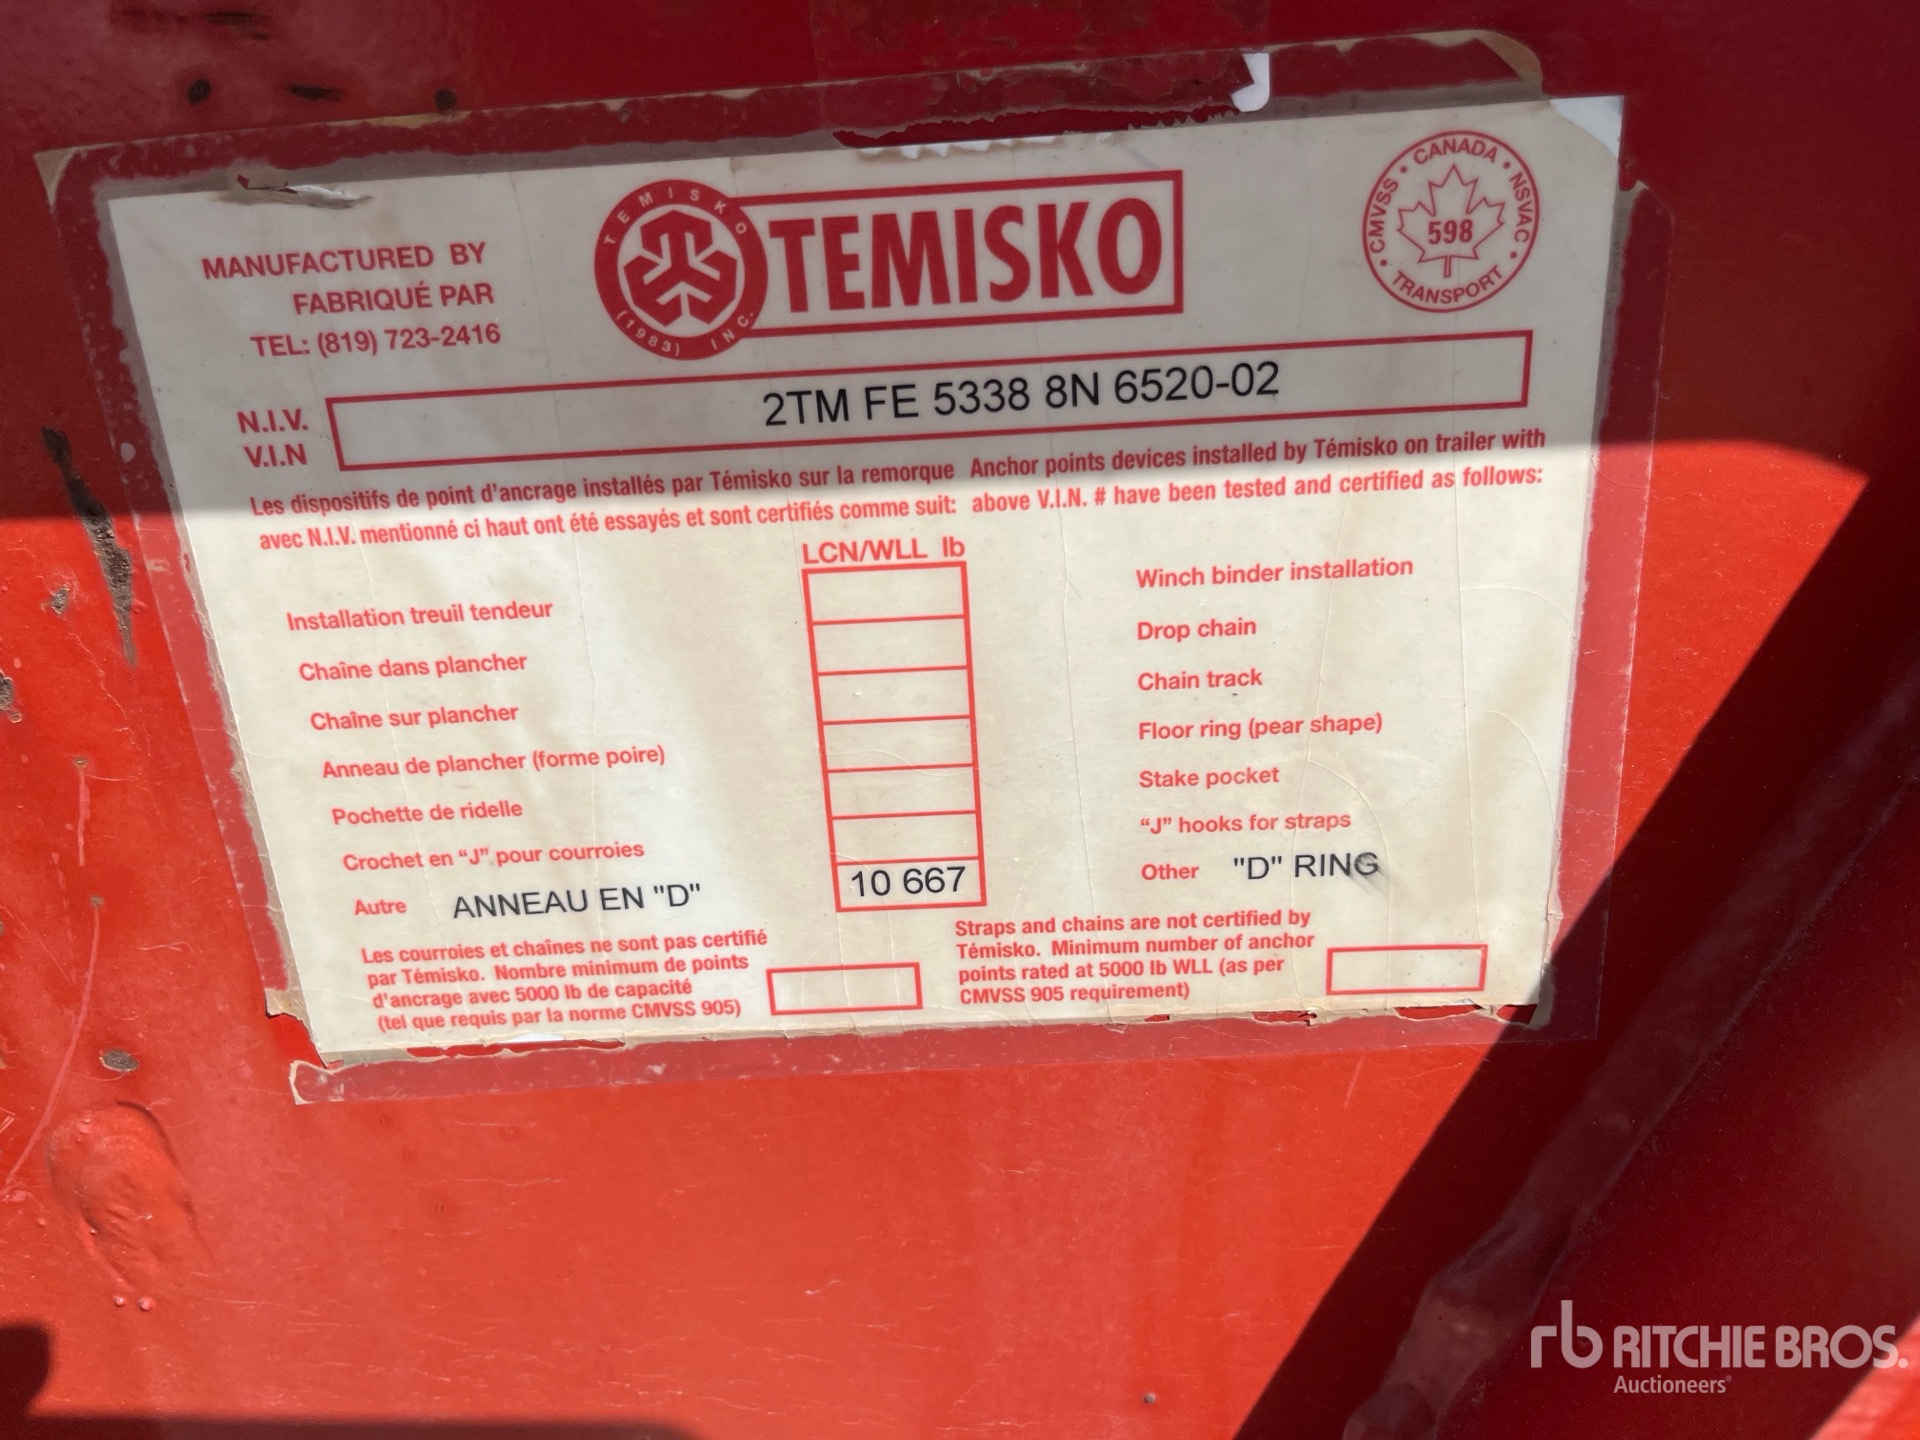 MANUFACTURED BY
FABRIQUÉ PAR
TEL: (819) 723-2416
TEMISKO
(1983) INC.
TEMISKO
CANADA
CMVSS
598
NSVAC
TRANSPORT
N.I.V.
V.I.N
2TM FE 5338 8N 6520-02
Les dispositifs de point d'ancrage installés par Témisko sur la remorque
avec N.I.V. mentionné ci haut ont été essayés et sont certifiés comme suit:
Anchor points devices installed by Témisko on trailer with
above V.I.N. # have been tested and certified as follows:
LCN/WLL lb
Installation treuil tendeur
Winch binder installation
Chaîne dans plancher
Drop chain
Chaîne sur plancher
Chain track
Anneau de plancher (forme poire)
Floor ring (pear shape)
Pochette de ridelle
Stake pocket
Crochet en "J" pour courroies
"J" hooks for straps
Autre ANNEAU EN "D"
10 667
Other "D" RING
Les courroies et chaînes ne sont pas certifié
par Témisko. Nombre minimum de points
d'ancrage avec 5000 lb de capacité
(tel que requis par la norme CMVSS 905)
Straps and chains are not certified by
Témisko. Minimum number of anchor
points rated at 5000 lb WLL (as per
CMVSS 905 requirement)
rb RITCHIE BROS.
Auctioneers